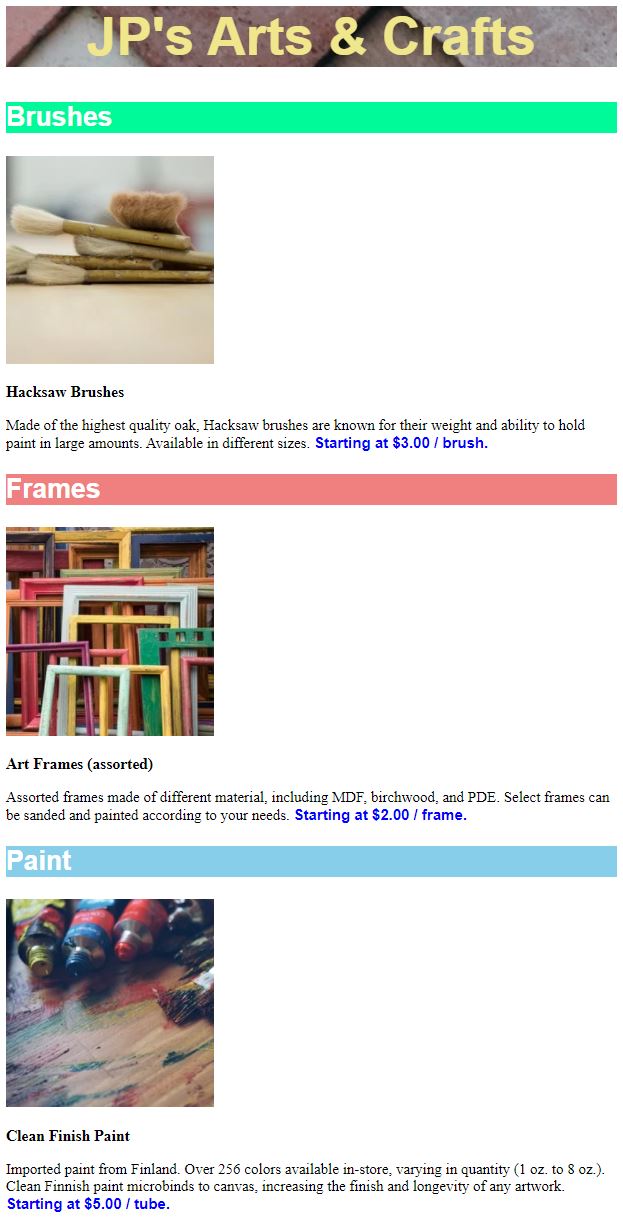 JP's Arts & Crafts
Brushes
Hacksaw Brushes
Made of the highest quality oak, Hacksaw brushes are known for their weight and ability to hold
paint in large amounts. Available in different sizes. Starting at $3.00 / brush.
Frames
Art Frames (assorted)
Assorted frames made of different material, including MDF, birchwood, and PDE. Select frames can
be sanded and painted according to your needs. Starting at $2.00 / frame.
Paint
Clean Finish Paint
Imported paint from Finland. Over 256 colors available in-store, varying in quantity (1 oz. to 8 oz.).
Clean Finnish paint microbinds to canvas, increasing the finish and longevity of any artwork.
Starting at $5.00 / tube.